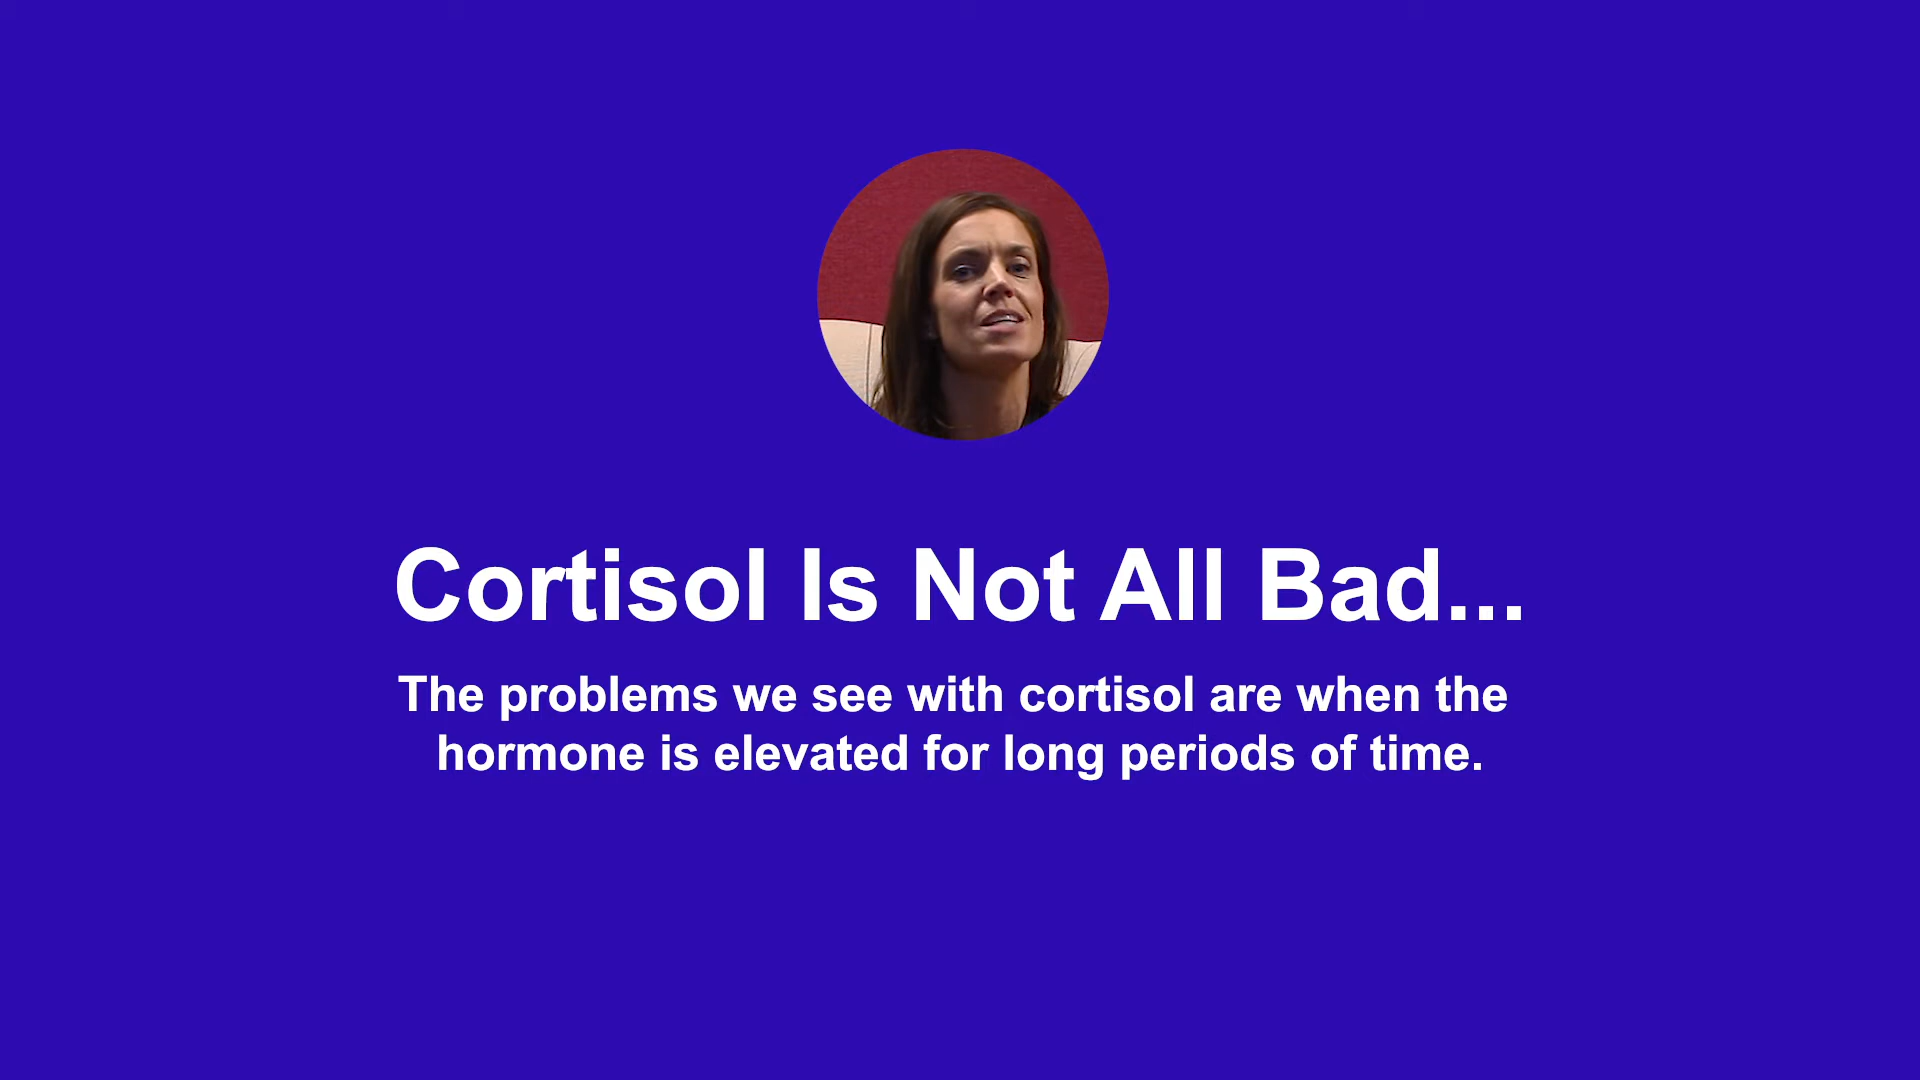 Cortisol Is Not All Bad...
The problems we see with cortisol are when the
hormone is elevated for long periods of time.